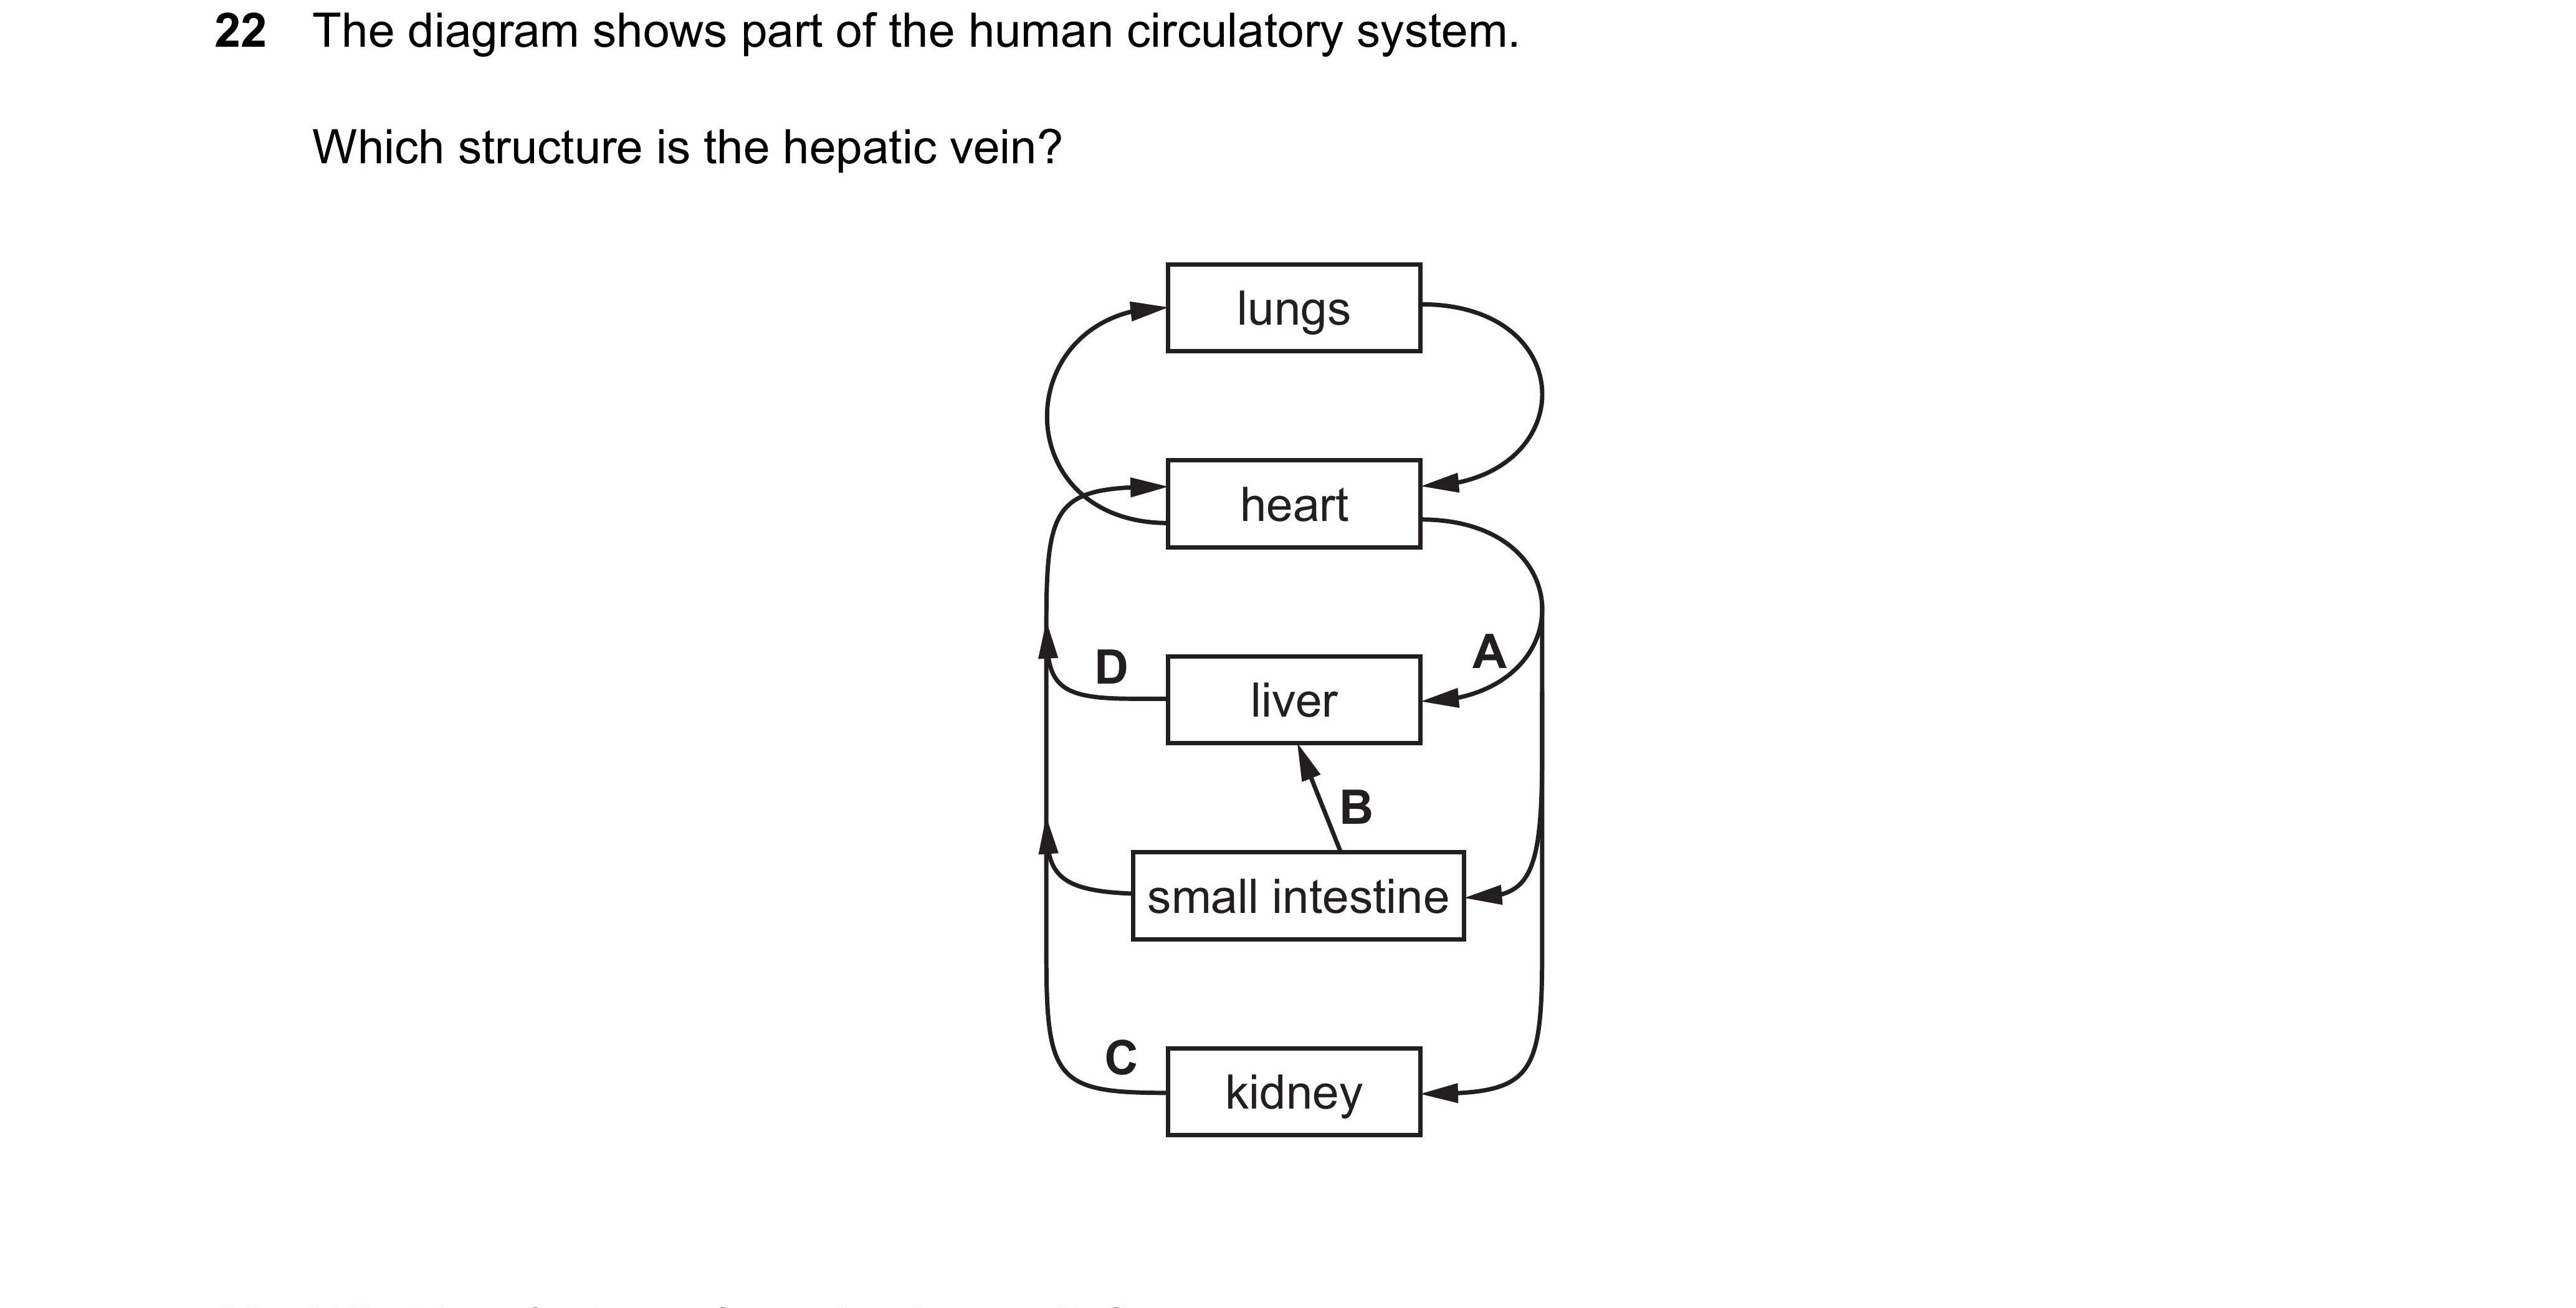 22 The diagram shows part of the human circulatory system.
Which structure is the hepatic vein?
lungs
heart
D
A
liver
B
small intestine
C
kidney